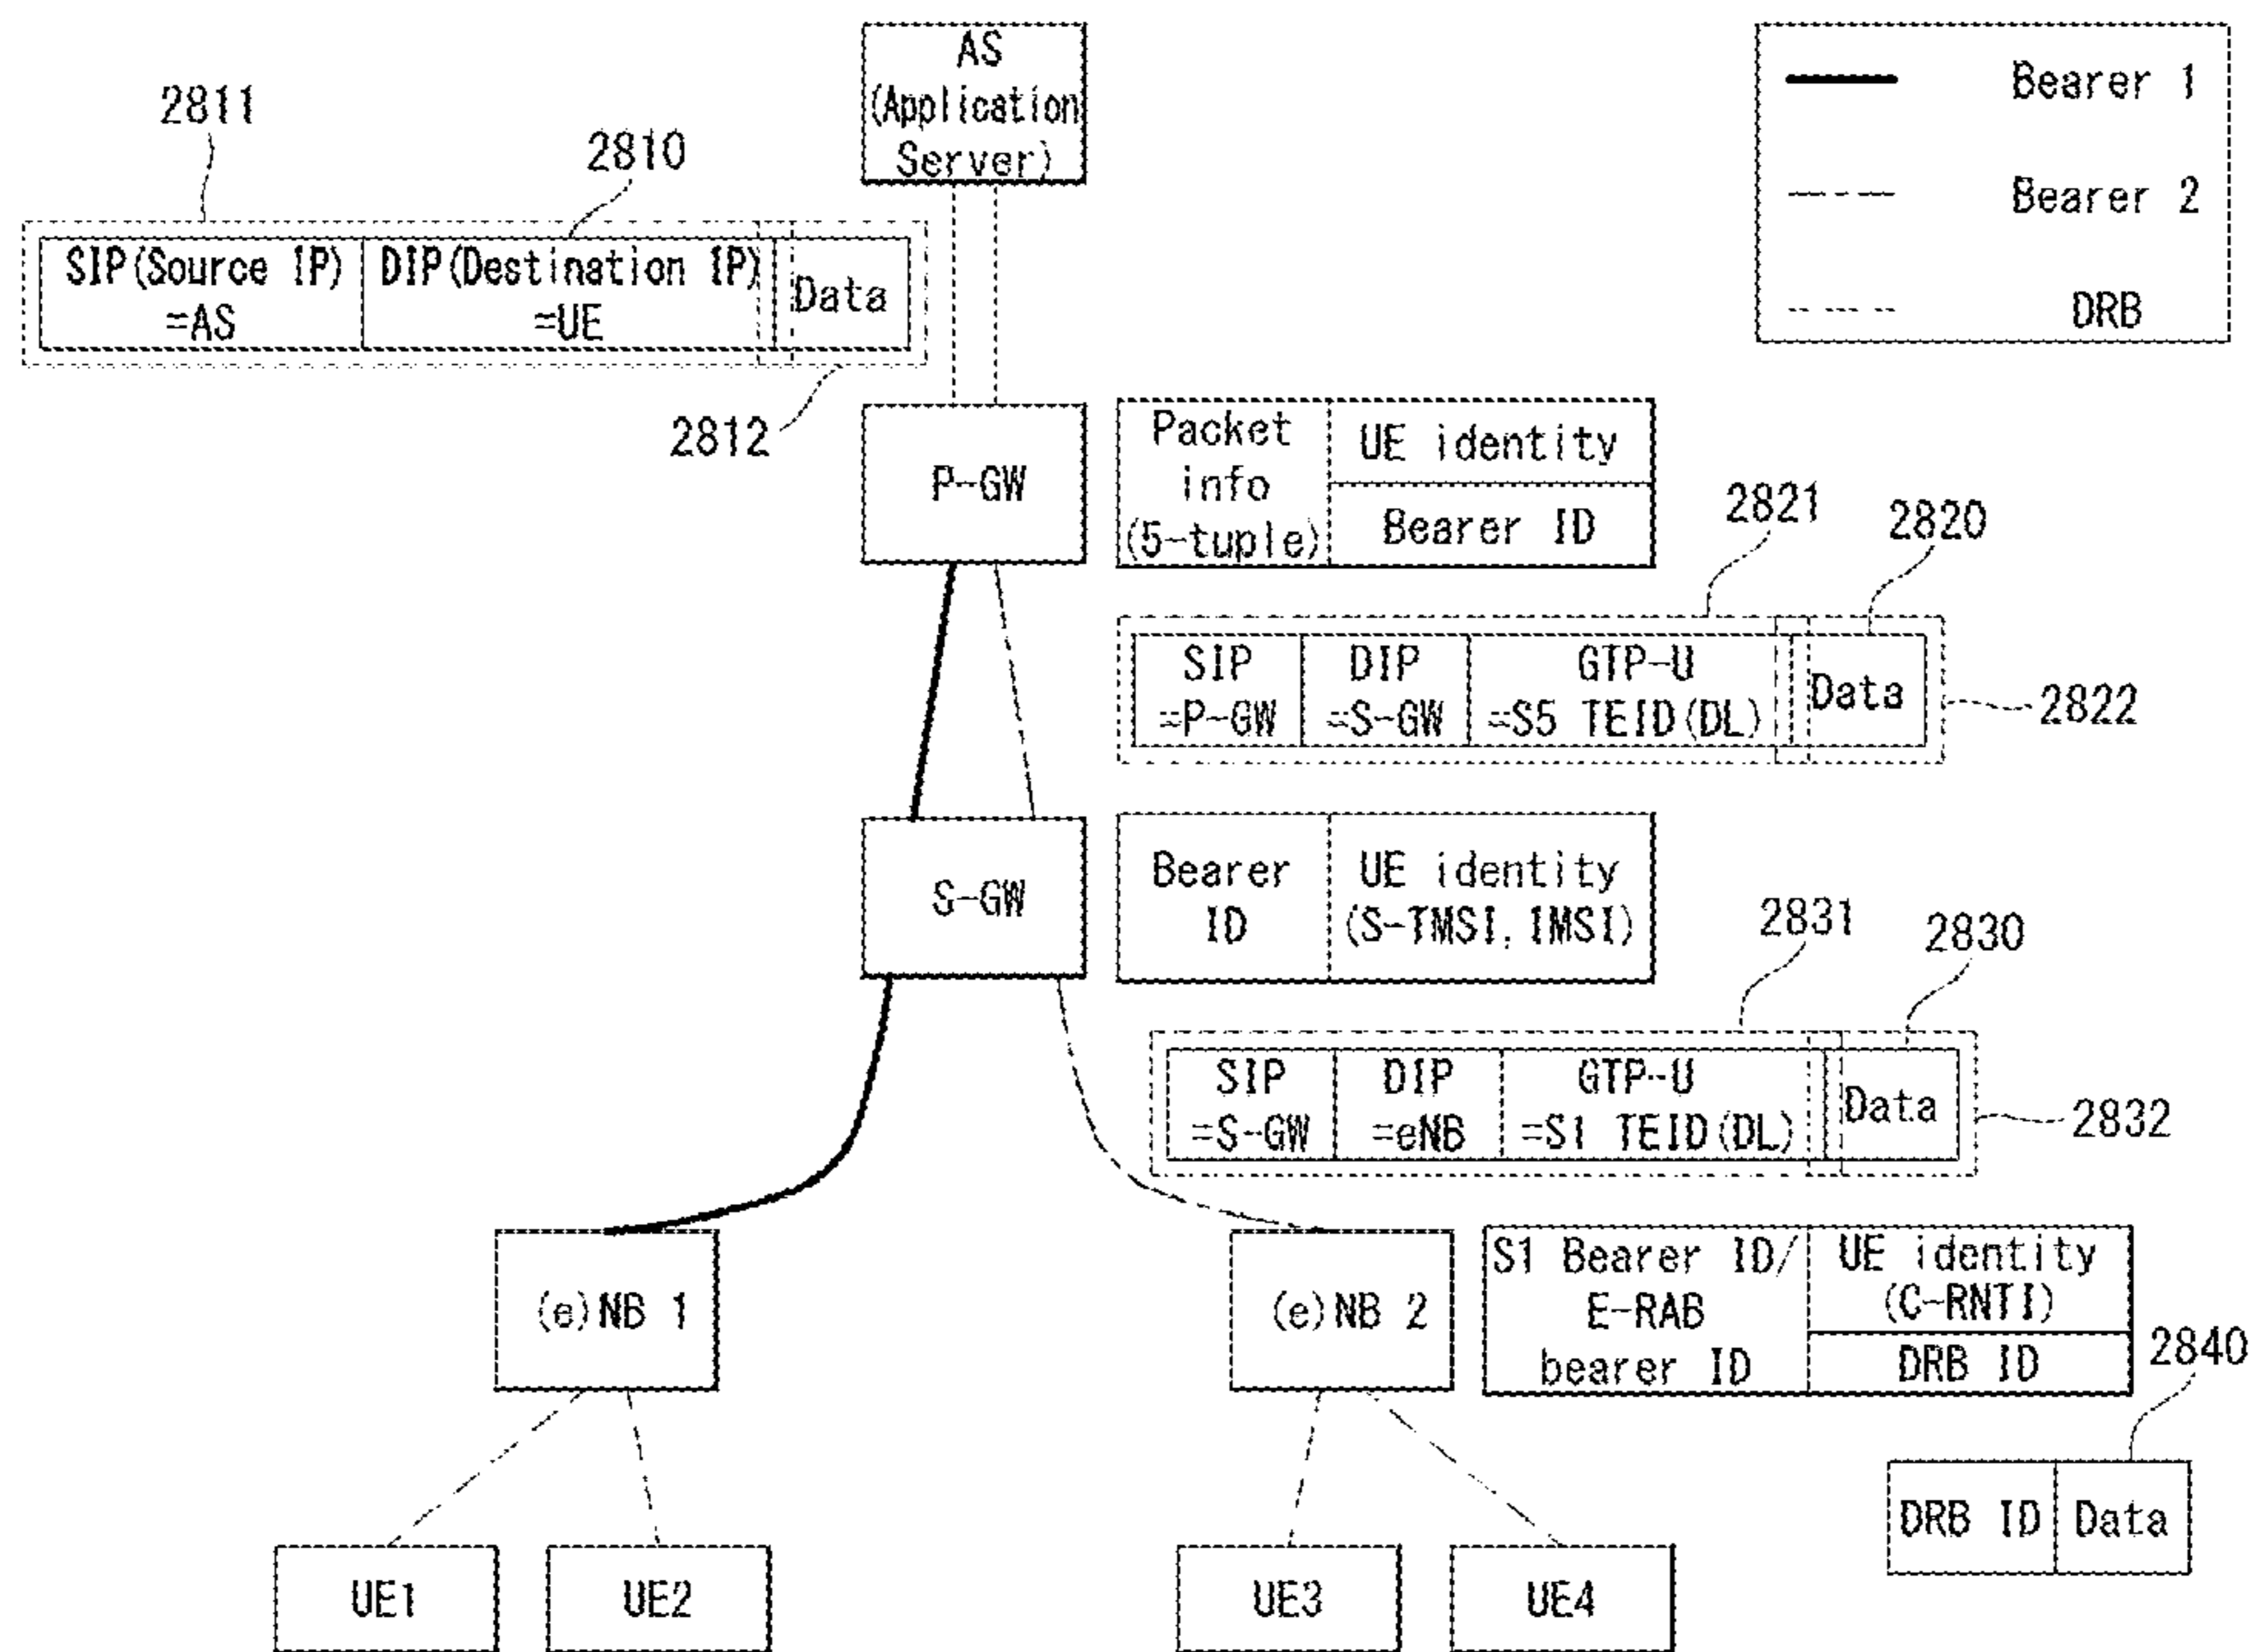 AS
(Application
Server)
Bearer 1
Bearer 2
DRB
2811
2810
SIP(Source IP)
=AS
DIP(Destination IP)
=UE
Data
2812
P-GW
Packet
info
(5-tuple)
UE identity
Bearer ID
2821
2820
SIP
=P-GW
DIP
=S-GW
GTP-U
=S5 TEID(DL)
Data
2822
S-GW
Bearer
ID
UE identity
(S-TMSI, IMSI)
2831
2830
SIP
=S-GW
DIP
=eNB
GTP-U
=S1 TEID(DL)
Data
2832
(e)NB 1
(e)NB 2
S1 Bearer ID/
E-RAB
bearer ID
UE identity
(C-RNTI)
DRB ID
2840
DRB ID
Data
UE1
UE2
UE3
UE4